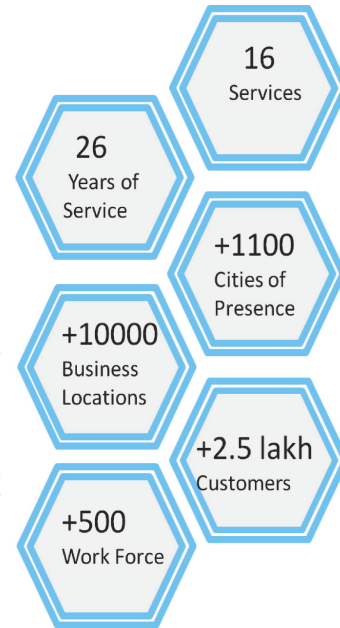 16
Services
26
Years of
Service
+1100
Cities of
Presence
+10000
Business
Locations
+2.5 lakh
Customers
+500
Work Force